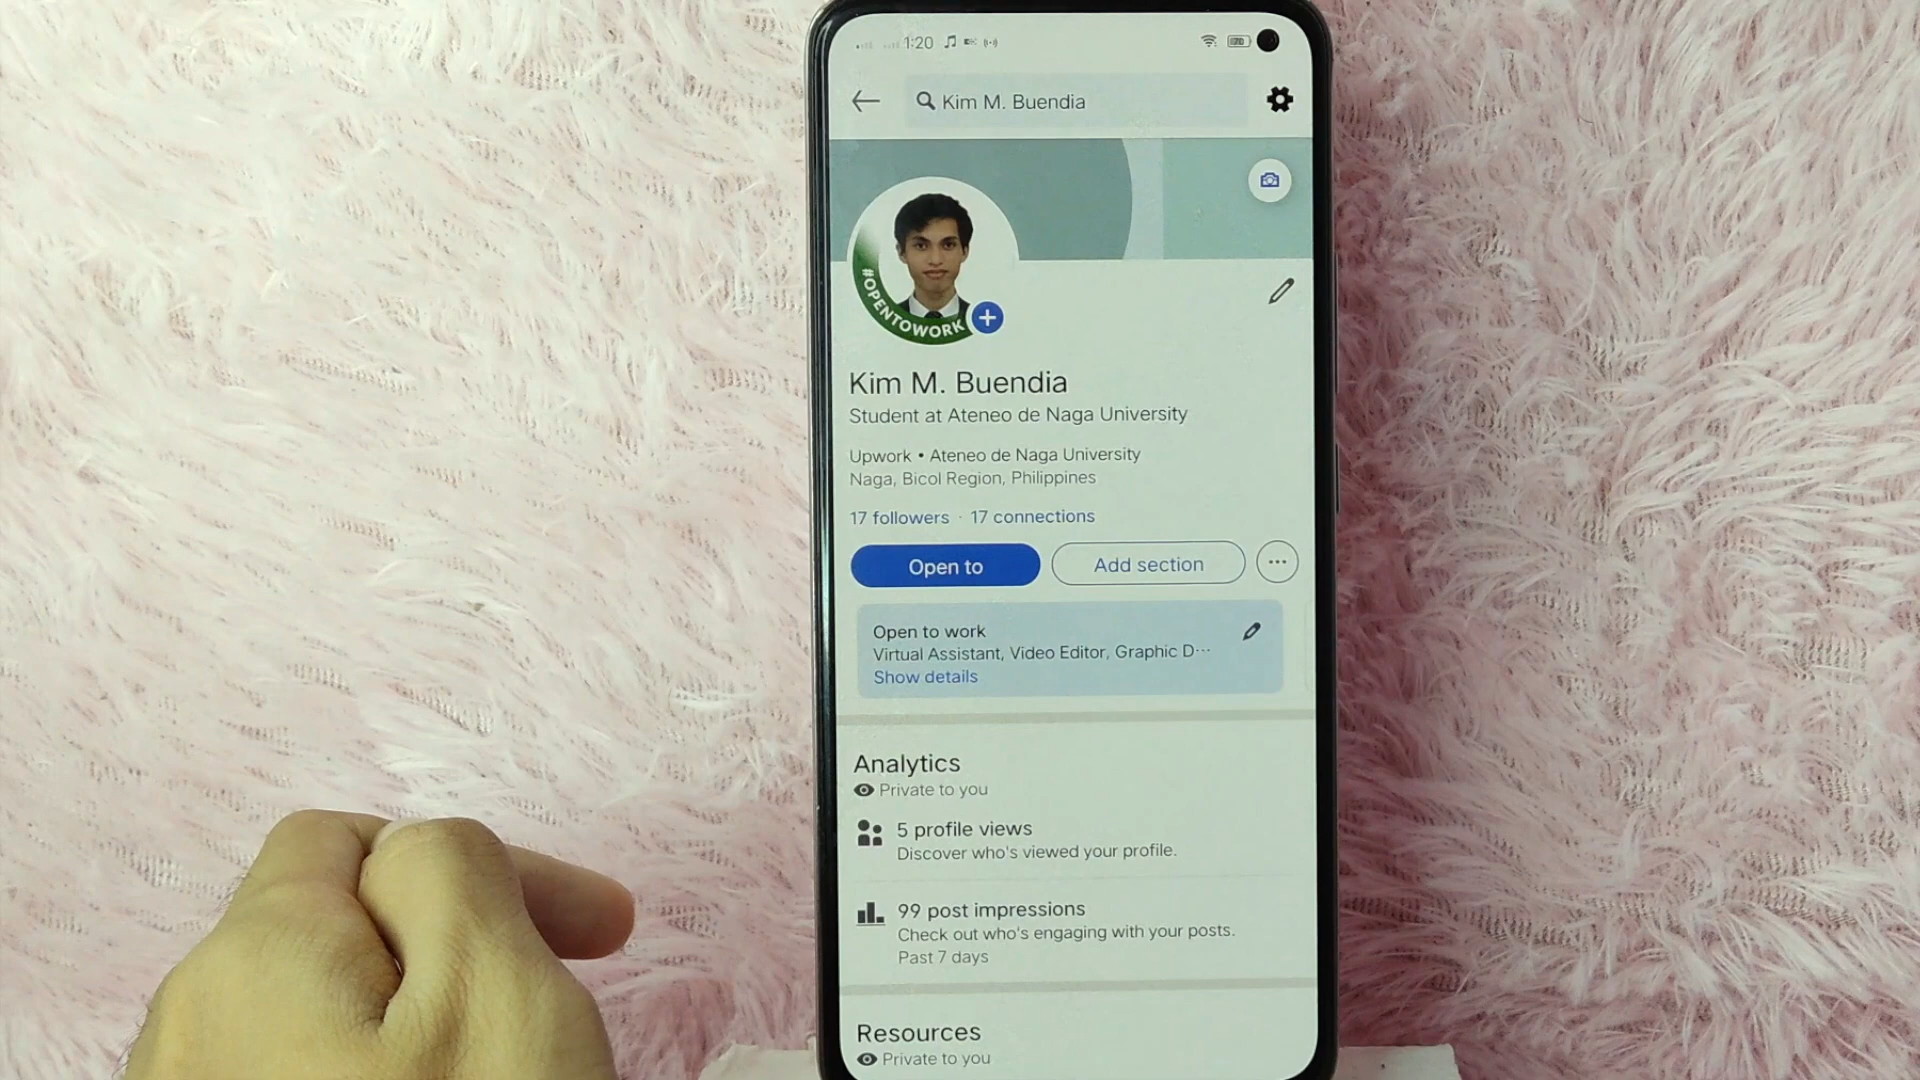 1:20
Kim M. Buendia
#OPENTOWORK
Kim M. Buendia
Student at Ateneo de Naga University
Upwork • Ateneo de Naga University
Naga, Bicol Region, Philippines
17 followers · 17 connections
Open to
Add section
Open to work
Virtual Assistant, Video Editor, Graphic D···
Show details
Analytics
Private to you
5 profile views
Discover who's viewed your profile.
99 post impressions
Check out who's engaging with your posts.
Past 7 days
Resources
Private to you